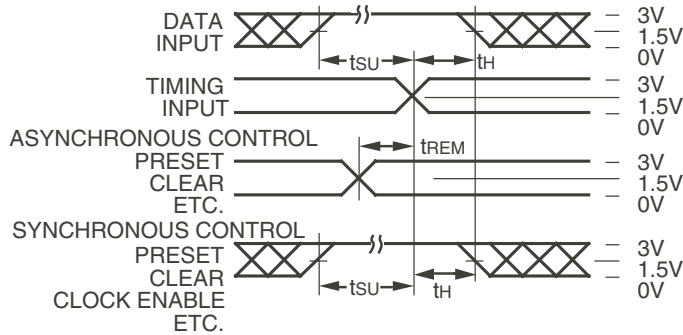 DATA
INPUT
3V
1.5V
0V
tSU
tH
TIMING
INPUT
3V
1.5V
0V
ASYNCHRONOUS CONTROL
PRESET
CLEAR
ETC.
tREM
3V
1.5V
0V
SYNCHRONOUS CONTROL
PRESET
CLEAR
CLOCK ENABLE
ETC.
tSU
tH
3V
1.5V
0V